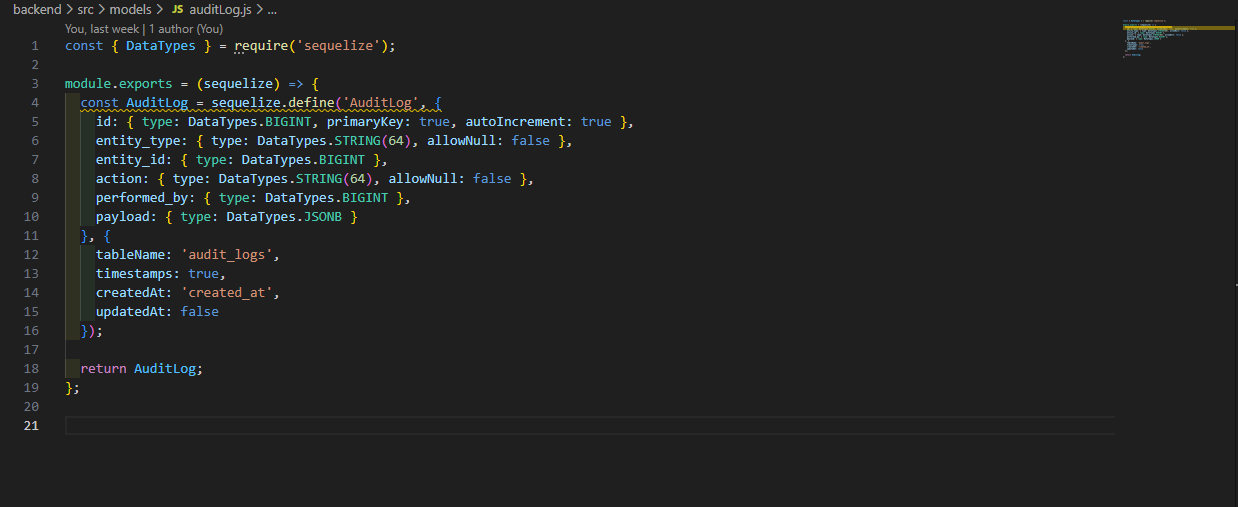 backend > src > models > JS auditLog.js > ...
You, last week | 1 author (You)
1 const { DataTypes } = require('sequelize');
2
3 module.exports = (sequelize) => {
4   const AuditLog = sequelize.define('AuditLog', {
5     id: { type: DataTypes.BIGINT, primaryKey: true, autoIncrement: true },
6     entity_type: { type: DataTypes.STRING(64), allowNull: false },
7     entity_id: { type: DataTypes.BIGINT },
8     action: { type: DataTypes.STRING(64), allowNull: false },
9     performed_by: { type: DataTypes.BIGINT },
10     payload: { type: DataTypes.JSONB }
11   }, {
12     tableName: 'audit_logs',
13     timestamps: true,
14     createdAt: 'created_at',
15     updatedAt: false
16   });
17
18   return AuditLog;
19 };
20
21